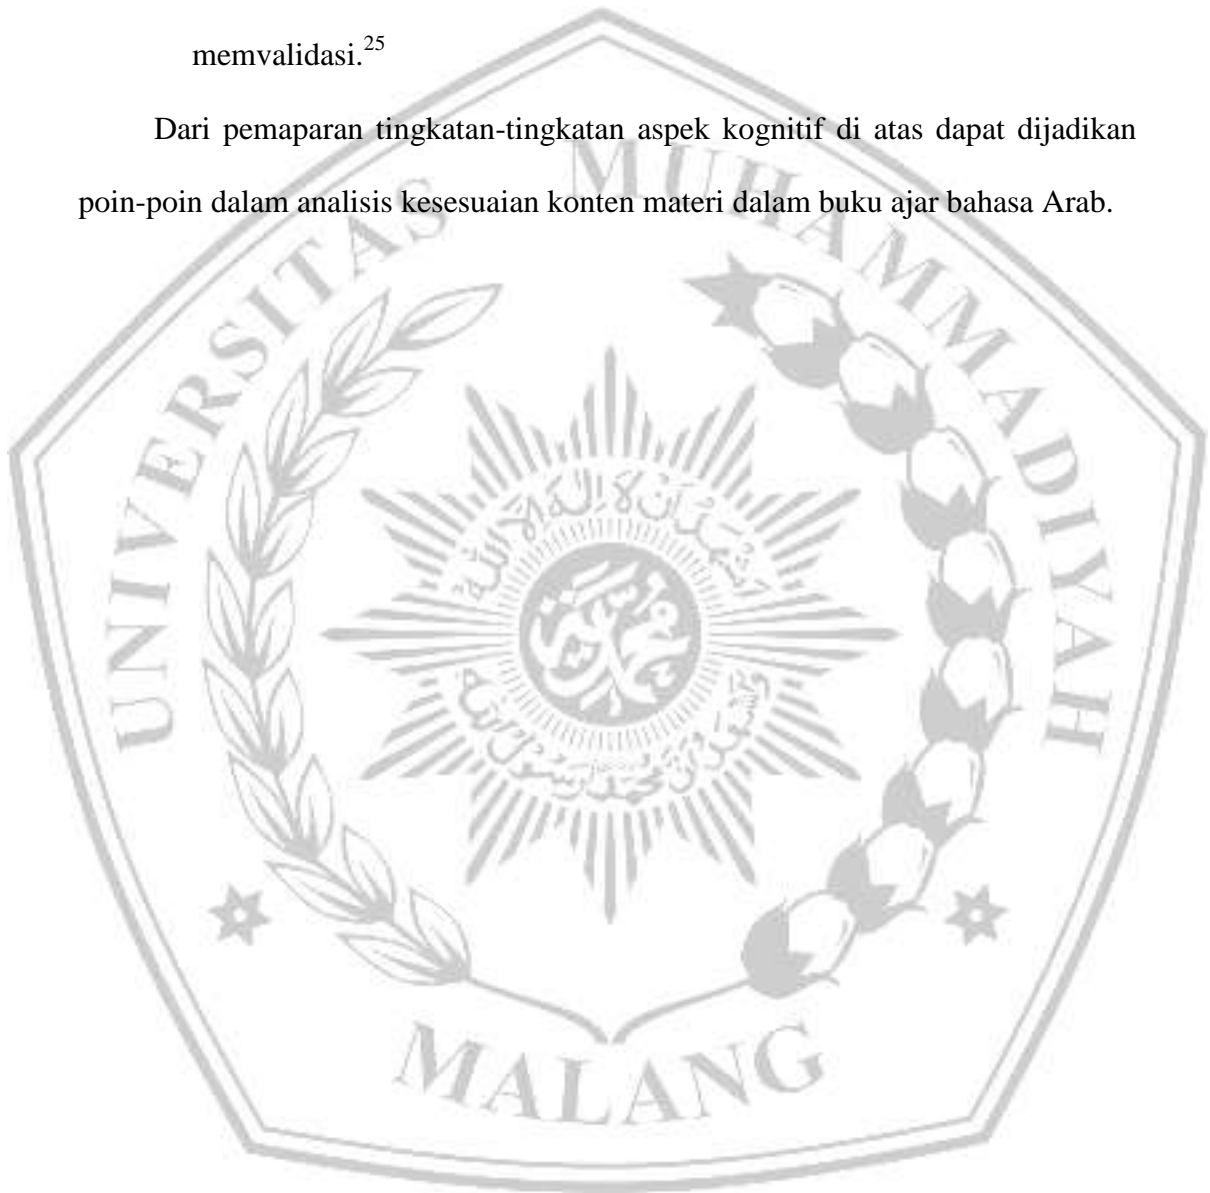 memvalidasi.25
Dari pemaparan tingkatan-tingkatan aspek kognitif di atas dapat dijadikan
poin-poin dalam analisis kesesuaian konten materi dalam buku ajar bahasa Arab.
UNIVERSITAS MUHAMMADIYAH
MALANG